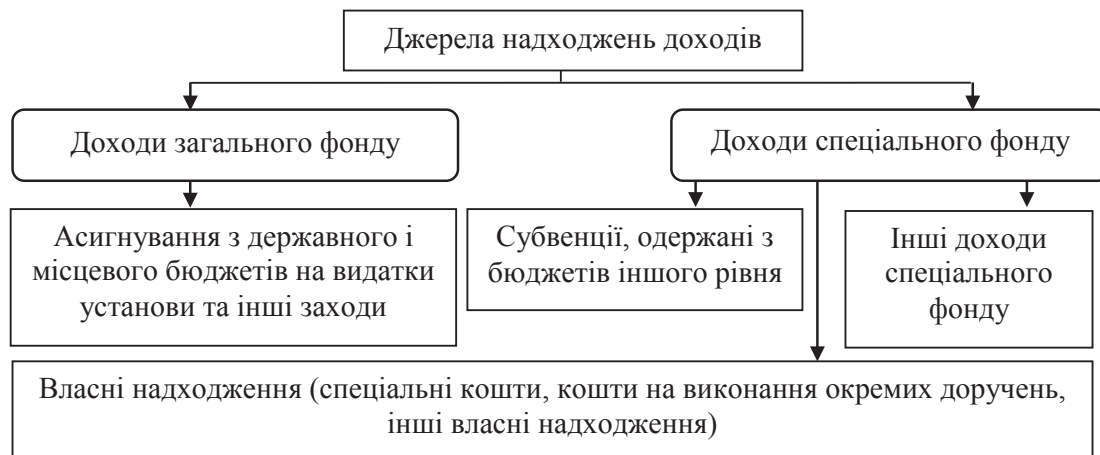 Джерела надходжень доходів
Доходи загального фонду
Доходи спеціального фонду
Асигнування з державного і
місцевого бюджетів на видатки
установи та інші заходи
Субвенції, одержані з
бюджетів іншого рівня
Інші доходи
спеціального
фонду
Власні надходження (спеціальні кошти, кошти на виконання окремих доручень,
інші власні надходження)